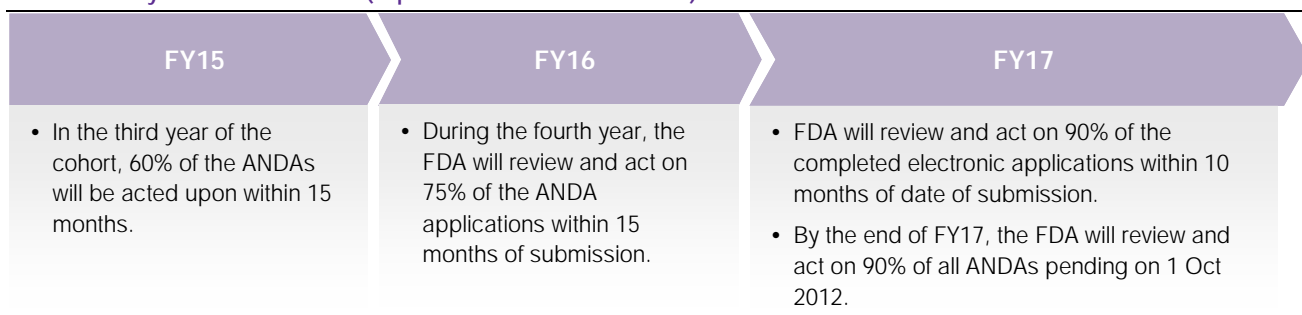 FY15
FY16
FY17
• In the third year of the
cohort, 60% of the ANDAs
will be acted upon within 15
months.
• During the fourth year, the
FDA will review and act on
75% of the ANDA
applications within 15
months of submission.
• FDA will review and act on 90% of the
completed electronic applications within 10
months of date of submission.
• By the end of FY17, the FDA will review and
act on 90% of all ANDAs pending on 1 Oct
2012.